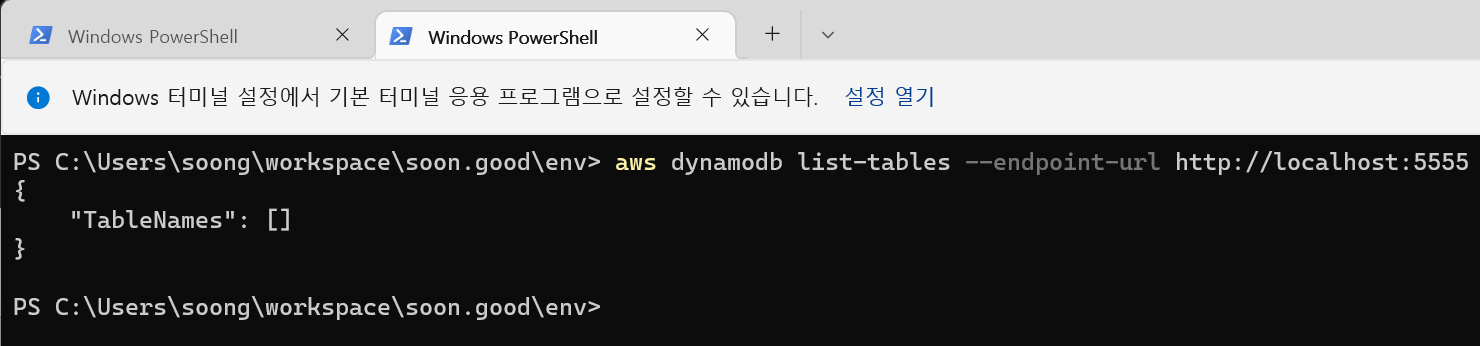 Windows PowerShell
Windows PowerShell
Windows 터미널 설정에서 기본 터미널 응용 프로그램으로 설정할 수 있습니다. 설정 열기
PS C:\Users\soong\workspace\soon.good\env> aws dynamodb list-tables --endpoint-url http://localhost:5555
{
    "TableNames": []
}
PS C:\Users\soong\workspace\soon.good\env>